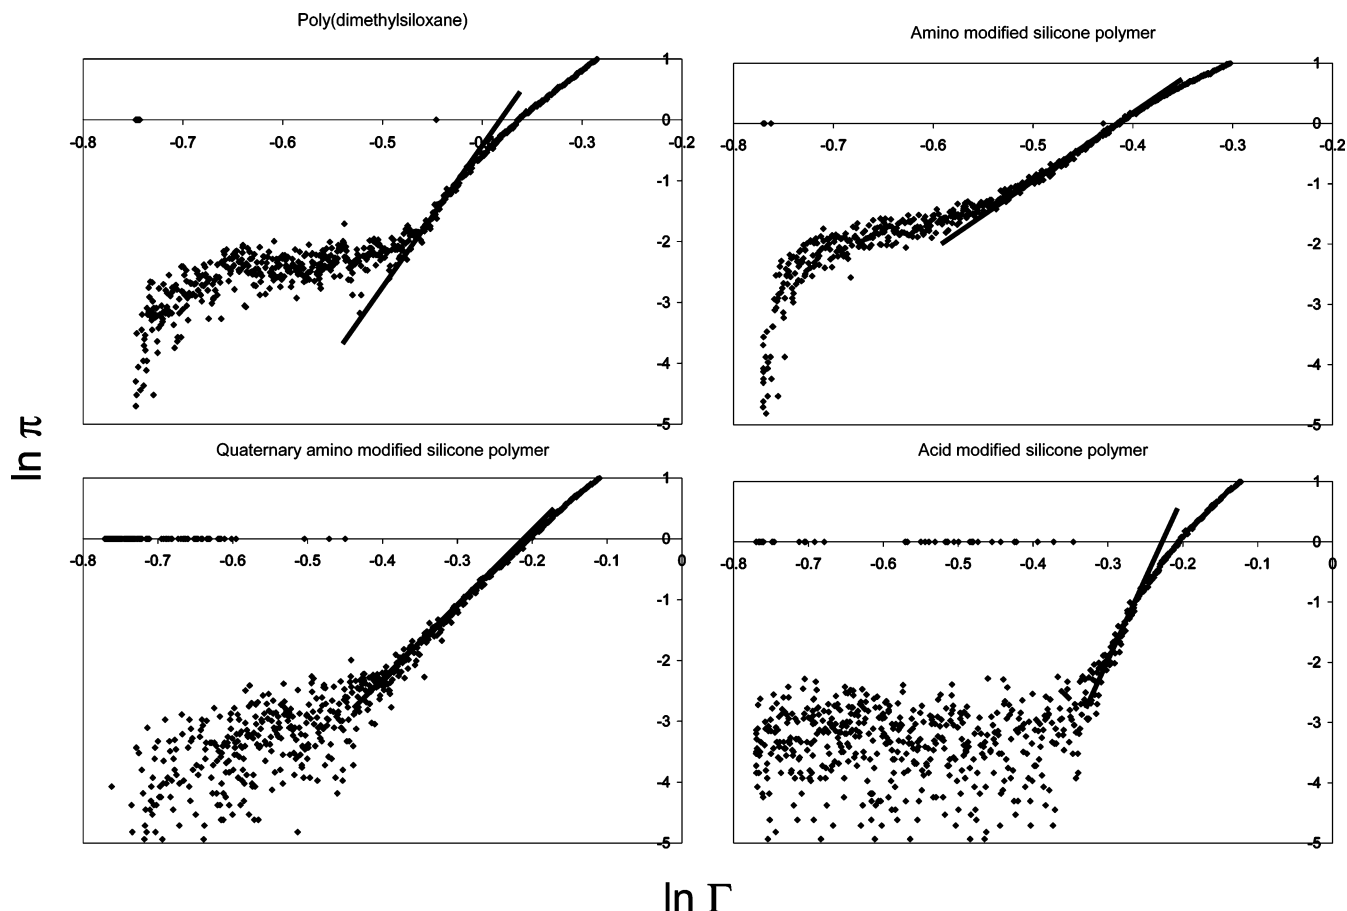 Poly(dimethylsiloxane)
1
0
-0.8 -0.7 -0.6 -0.5 -0.4 -0.3 -0.2
-1
-2
-3
-4
-5
Amino modified silicone polymer
1
0
-0.8 -0.7 -0.6 -0.5 -0.4 -0.3 -0.2
-1
-2
-3
-4
-5
ln π
Quaternary amino modified silicone polymer
1
0
-0.8 -0.7 -0.6 -0.5 -0.4 -0.3 -0.2 -0.1 0
-1
-2
-3
-4
-5
Acid modified silicone polymer
1
0
-0.8 -0.7 -0.6 -0.5 -0.4 -0.3 -0.2 -0.1 0
-1
-2
-3
-4
-5
ln Γ